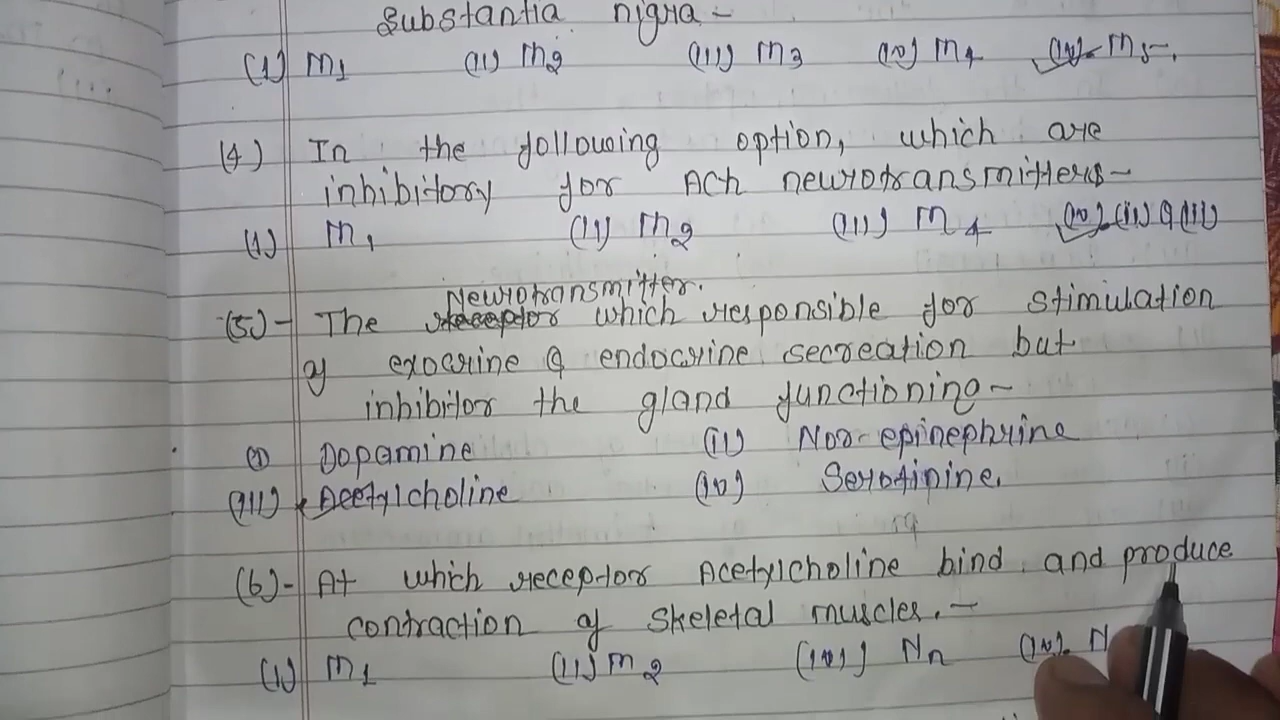 Substantia nigra -
(i) M1 (ii) M2 (iii) M3 (iv) M4 (v) M5 -.
(4) In the following option, which are
inhibitory for Ach neurotransmitters -
(i) M1 (ii) M2 (iii) M4 (iv) (ii) & (iii)
Neurotransmitter.
(5) - The receptor which responsible for stimulation
of exocrine & endocrine secreation but
inhibitor the gland functioning -
(i) Dopamine (ii) Nor-epinephrine
(iii) Acetylcholine (iv) Serotinine.
(6) - At which receptor Acetylcholine bind and produce
contraction of skeletal muscles. -
(i) M1 (ii) M2 (iii) Nn (iv) N